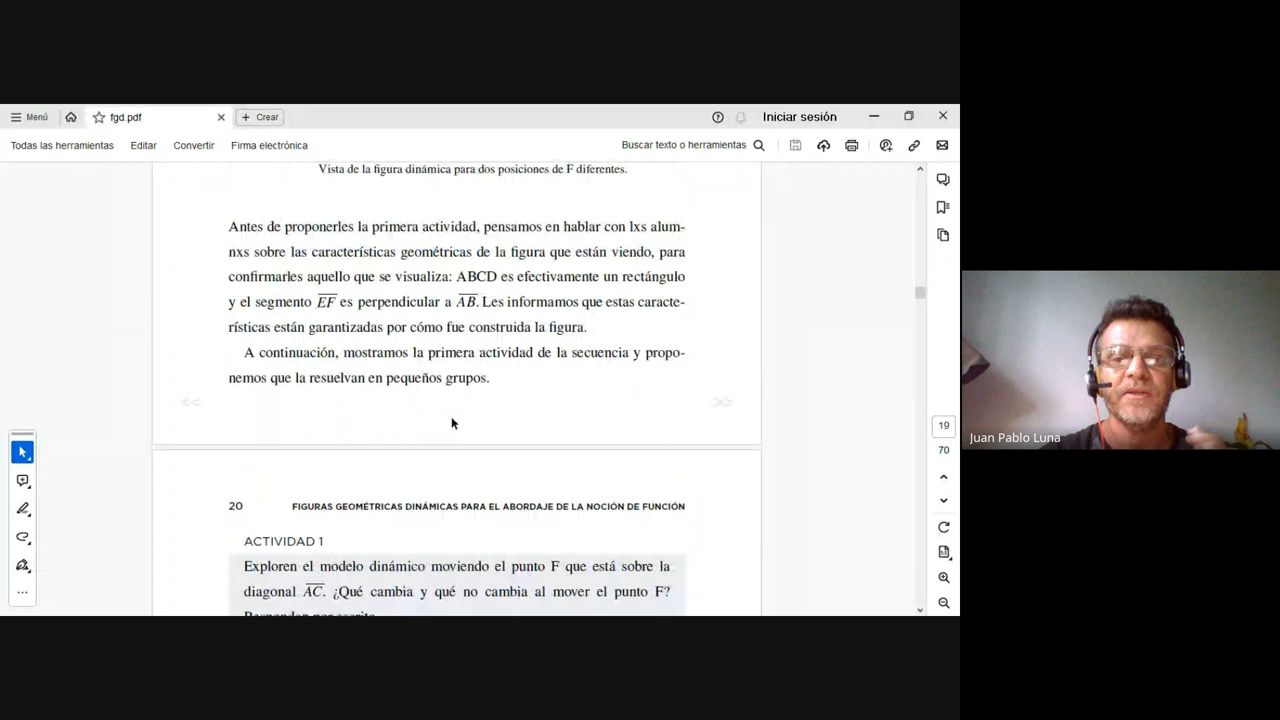 Menú
fgd.pdf
Crear
Iniciar sesión
Todas las herramientas
Editar
Convertir
Firma electrónica
Buscar texto o herramientas
Vista de la figura dinámica para dos posiciones de F diferentes.
Antes de proponerles la primera actividad, pensamos en hablar con lxs alum-
nxs sobre las características geométricas de la figura que están viendo, para
confirmarles aquello que se visualiza: ABCD es efectivamente un rectángulo
y el segmento EF es perpendicular a AB. Les informamos que estas caracte-
rísticas están garantizadas por cómo fue construida la figura.
A continuación, mostramos la primera actividad de la secuencia y propo-
nemos que la resuelvan en pequeños grupos.
<< >>
19
70
20 FIGURAS GEOMÉTRICAS DINÁMICAS PARA EL ABORDAJE DE LA NOCIÓN DE FUNCIÓN
ACTIVIDAD 1
Exploren el modelo dinámico moviendo el punto F que está sobre la
diagonal AC. ¿Qué cambia y qué no cambia al mover el punto F?
Respondan por escrito
Juan Pablo Luna